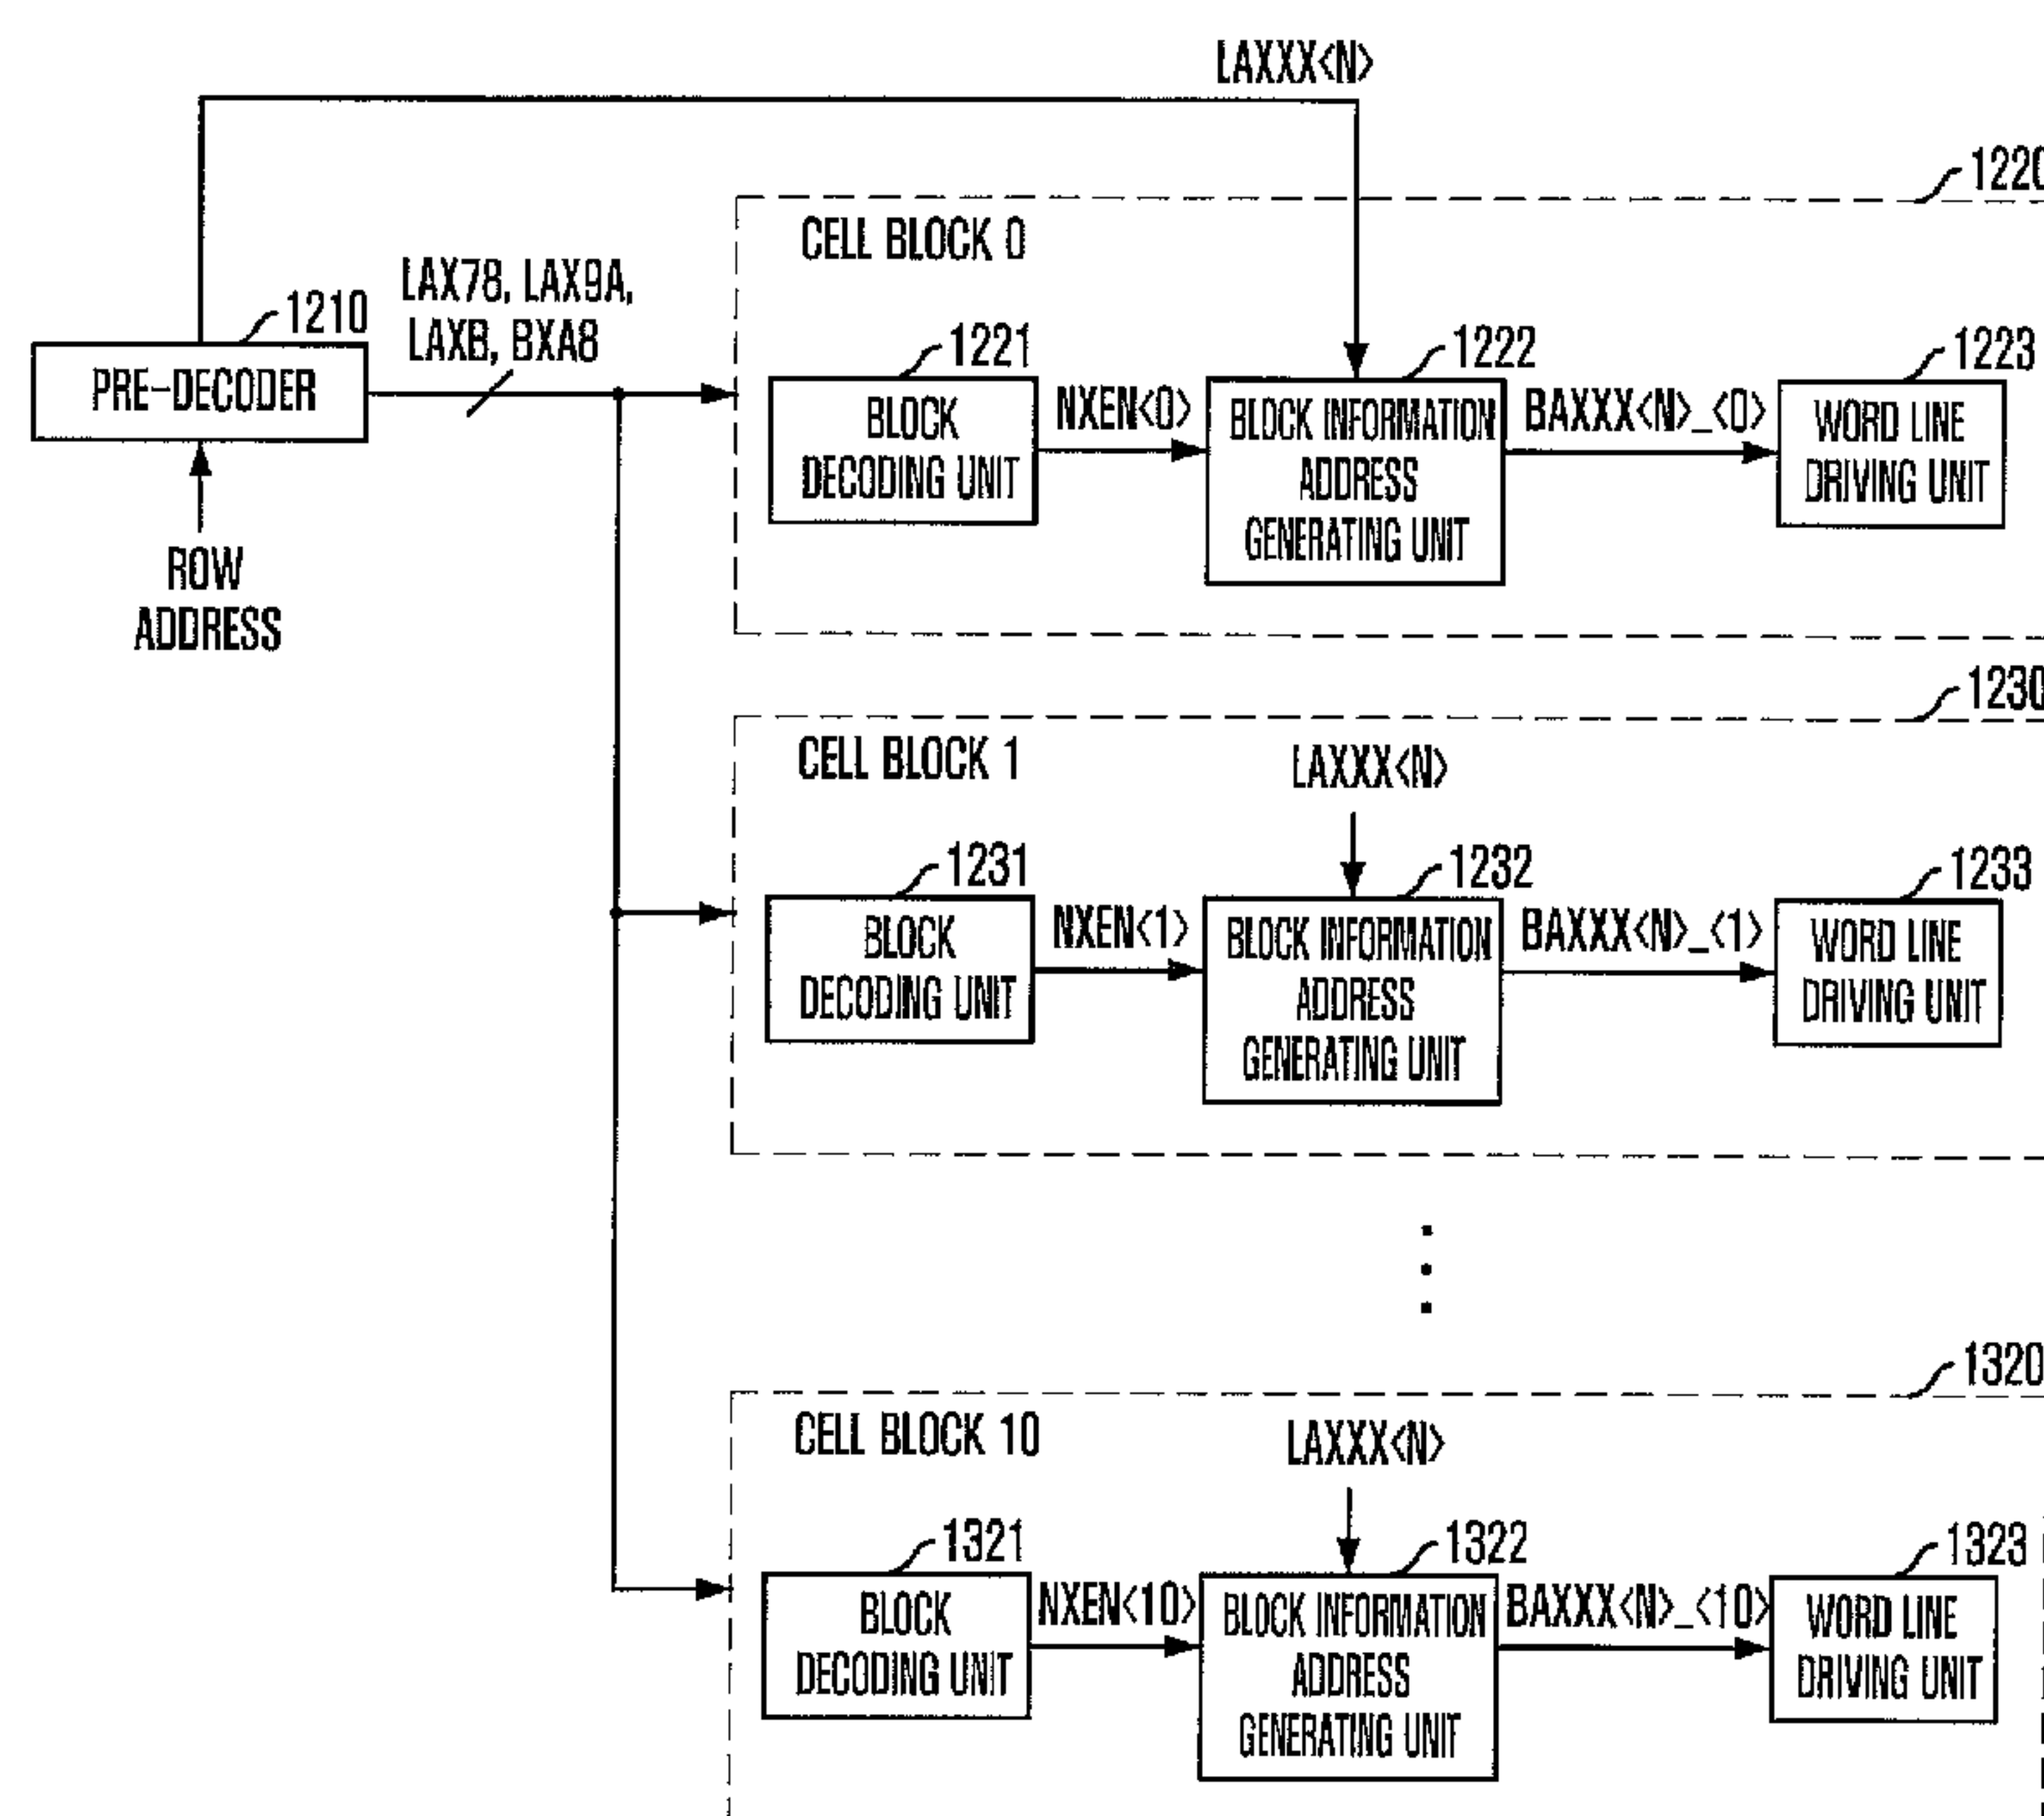 LAXXX<N>
1220
CELL BLOCK 0
LAX78, LAX9A,
LAXB, BXA8
1210
PRE-DECODER
ROW
ADDRESS
1221
BLOCK
DECODING UNIT
NXEN<0>
1222
BLOCK INFORMATION
ADDRESS
GENERATING UNIT
BAXXX<N>_<0>
1223
WORD LINE
DRIVING UNIT
1230
CELL BLOCK 1
LAXXX<N>
1231
BLOCK
DECODING UNIT
NXEN<1>
1232
BLOCK INFORMATION
ADDRESS
GENERATING UNIT
BAXXX<N>_<1>
1233
WORD LINE
DRIVING UNIT
1320
CELL BLOCK 10
LAXXX<N>
1321
BLOCK
DECODING UNIT
NXEN<10>
1322
BLOCK INFORMATION
ADDRESS
GENERATING UNIT
BAXXX<N>_<10>
1323
WORD LINE
DRIVING UNIT